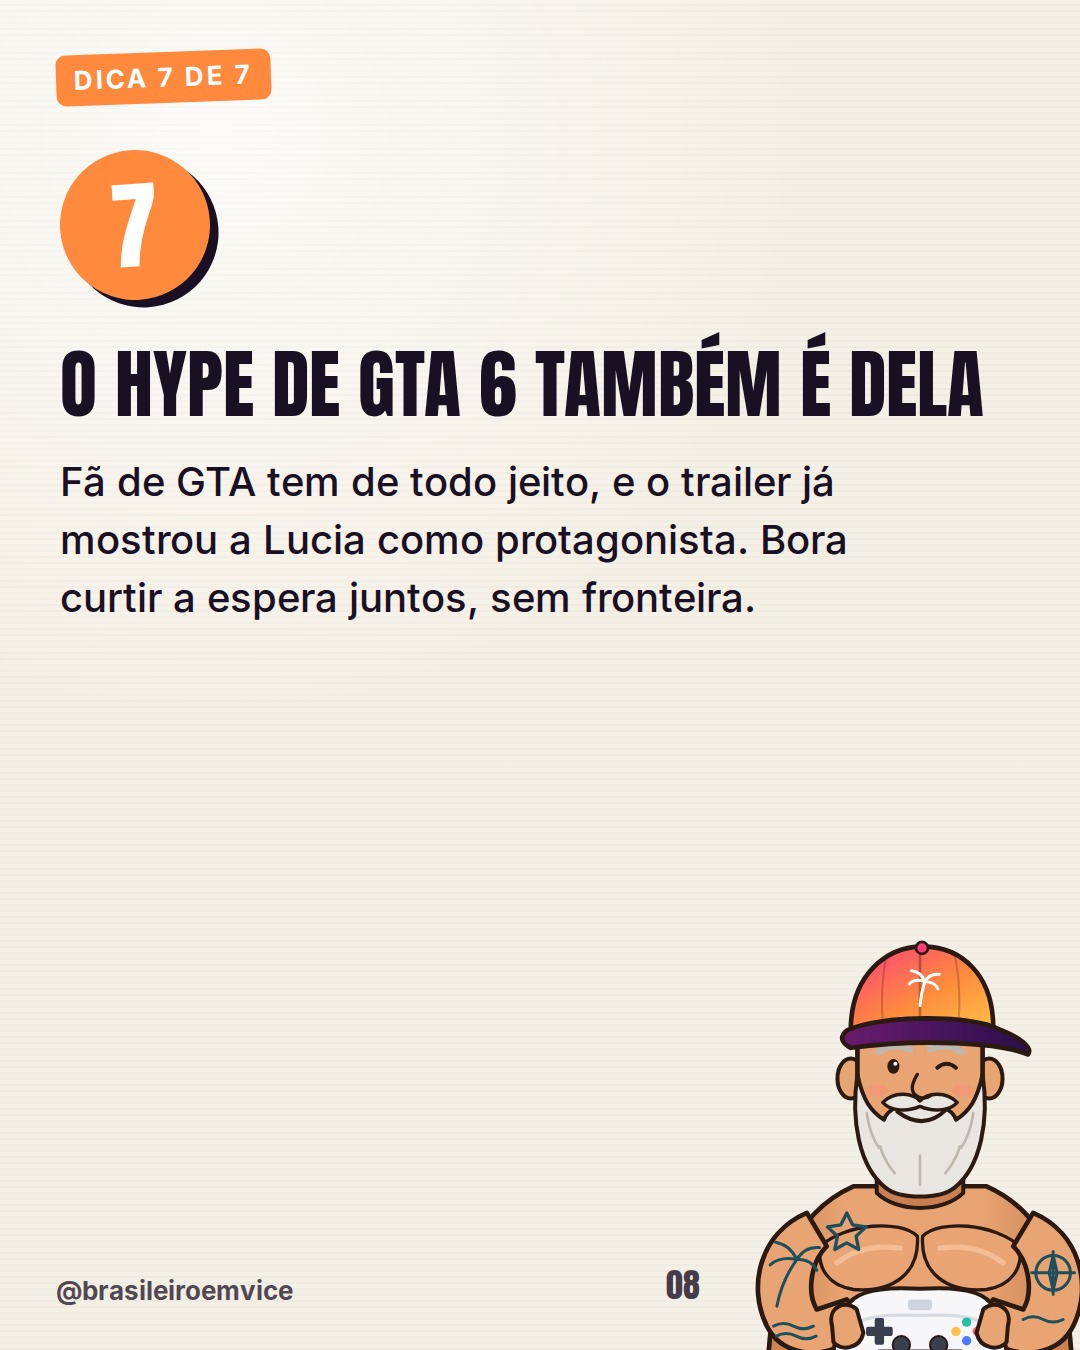 DICA 7 DE 7
7
O HYPE DE GTA 6 TAMBÉM É DELA
Fã de GTA tem de todo jeito, e o trailer já
mostrou a Lucia como protagonista. Bora
curtir a espera juntos, sem fronteira.
@brasileiroemvice
08